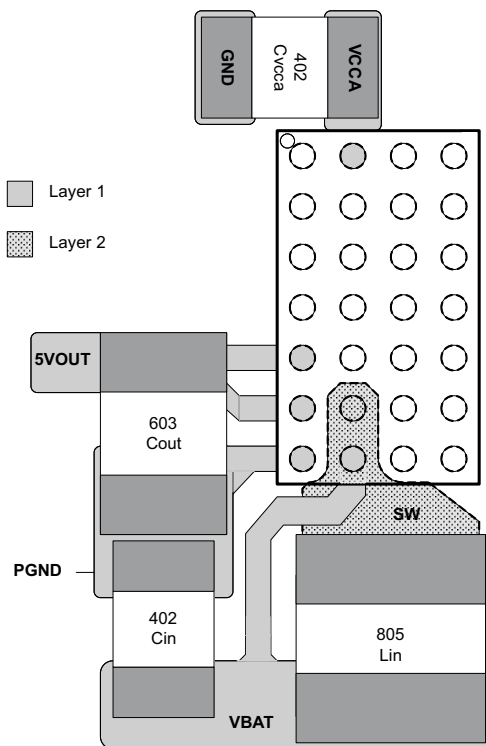 GND
402
Cvcca
VCCA
Layer 1
Layer 2
5VOUT
603
Cout
SW
PGND
402
Cin
805
Lin
VBAT